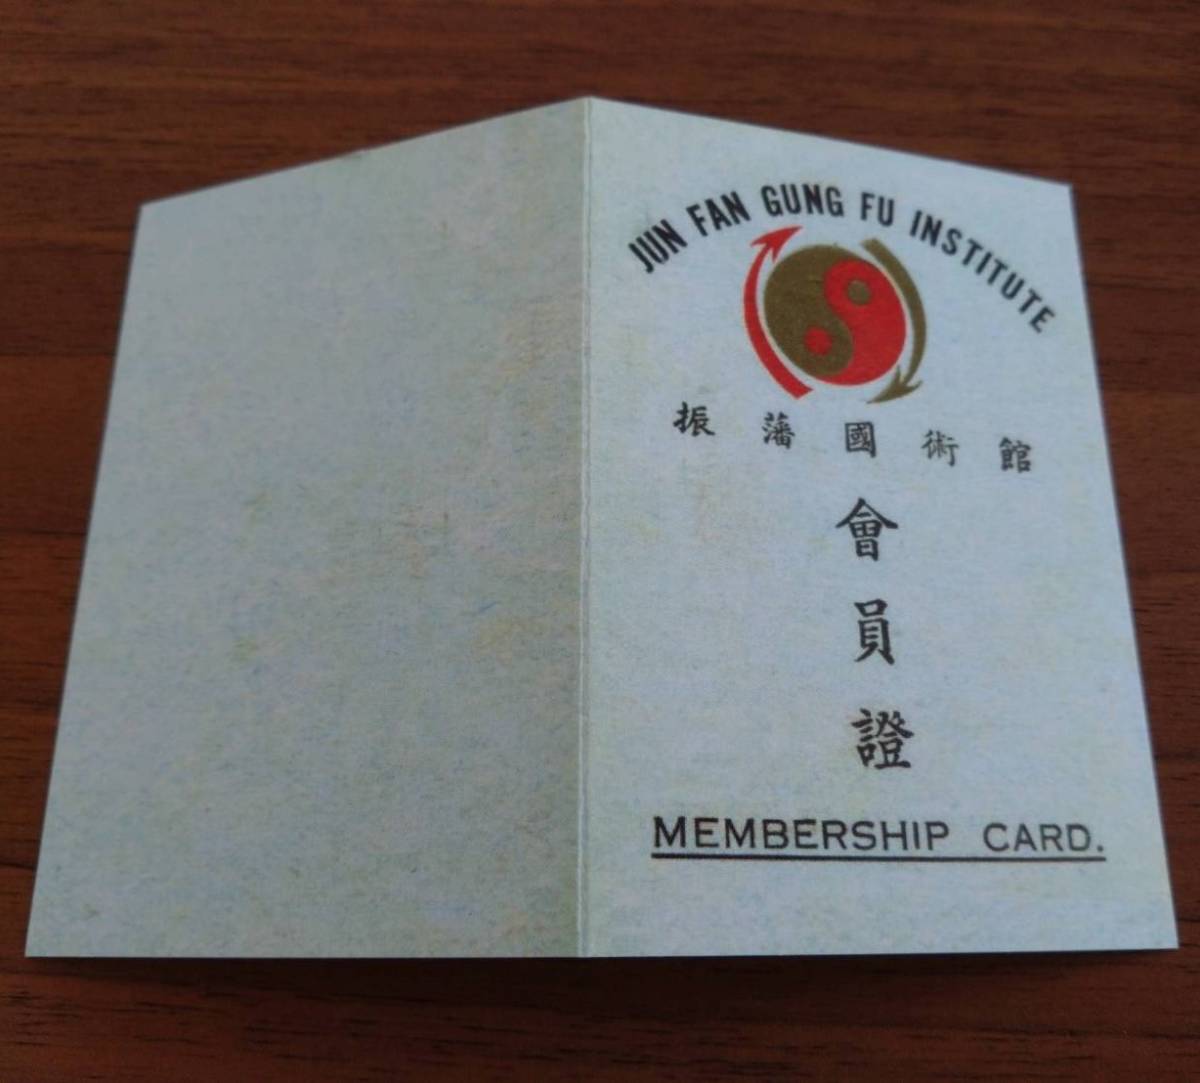 JUN FAN GUNG FU INSTITUTE
振藩國術館
會員證
MEMBERSHIP CARD.